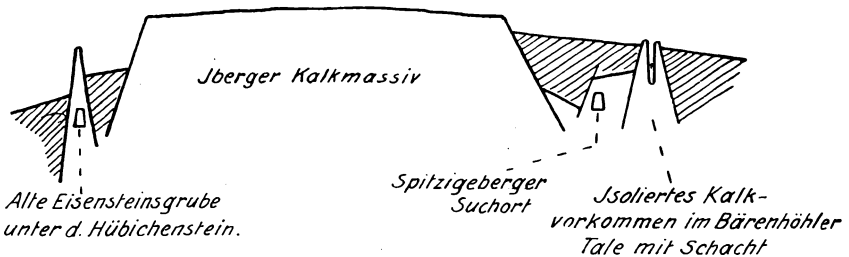 Jberger Kalkmassiv
Alte Eisensteinsgrube
unter d. Hübichenstein.
Spitzigeberger
Suchort
Jsoliertes Kalk-
vorkommen im Bärenhöhler
Tale mit Schacht